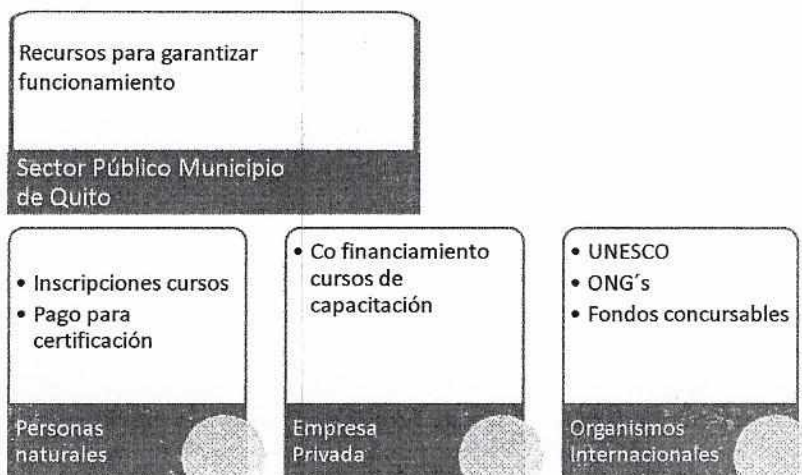 Recursos para garantizar
funcionamiento
Sector Público Municipio
de Quito
• Inscripciones cursos
• Pago para
certificación
Personas
naturales
• Co financiamiento
cursos de
capacitación
Empresa
Privada
• UNESCO
• ONG´s
• Fondos concursables
Organismos
Internacionales